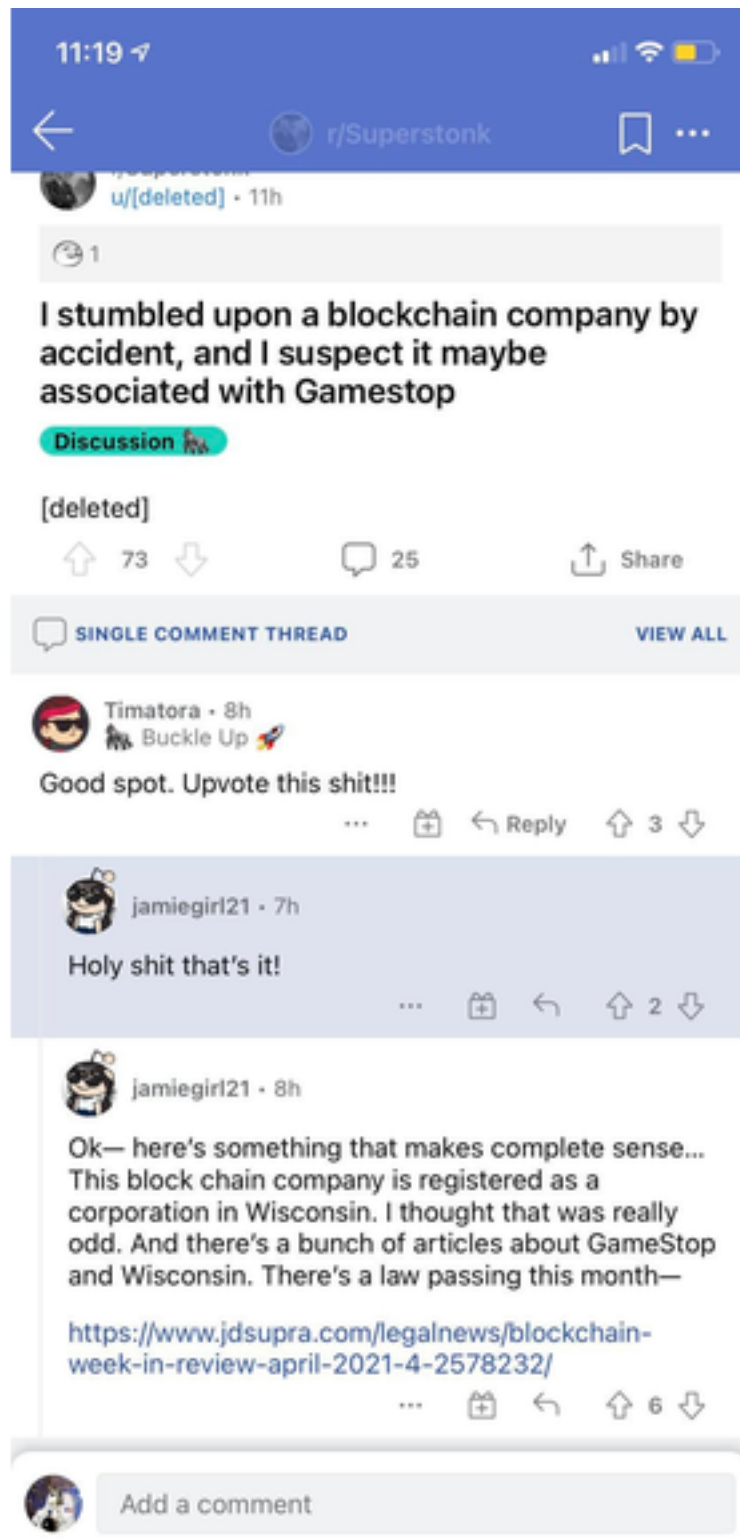 11:19
r/Superstonk
u/[deleted] • 11h
1
I stumbled upon a blockchain company by
accident, and I suspect it maybe
associated with Gamestop
Discussion 🦍
[deleted]
73
25
Share
SINGLE COMMENT THREAD
VIEW ALL
Timatora • 8h
🦍 Buckle Up 🚀
Good spot. Upvote this shit!!!
... Reply 3
jamiegirl21 • 7h
Holy shit that's it!
... 2
jamiegirl21 • 8h
Ok— here's something that makes complete sense...
This block chain company is registered as a
corporation in Wisconsin. I thought that was really
odd. And there's a bunch of articles about GameStop
and Wisconsin. There's a law passing this month—
https://www.jdsupra.com/legalnews/blockchain-
week-in-review-april-2021-4-2578232/
... 6
Add a comment